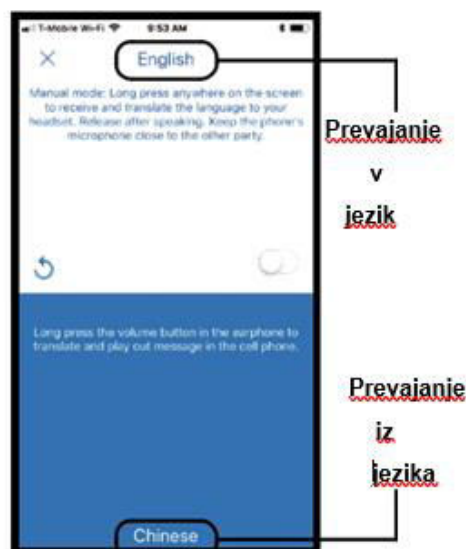 T-Mobile Wi-Fi 9:53 AM
English
Manual mode: Long press anywhere on the screen
to receive and translate the language to your
headset. Release after speaking. Keep the phone's
microphone close to the other party.
Prevajanje
v
jezik
Long press the volume button in the earphone to
translate and play out message in the cell phone.
Prevajanje
iz
jezika
Chinese